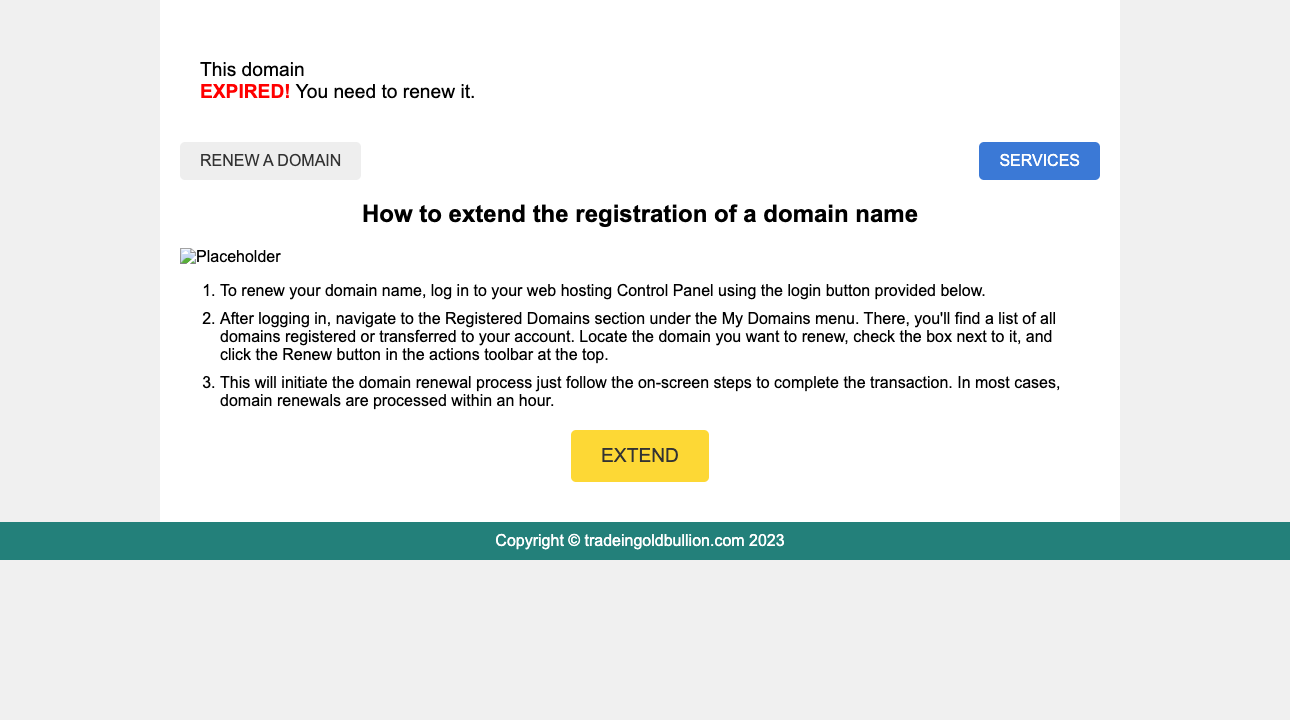 This domain
EXPIRED! You need to renew it.
RENEW A DOMAIN
SERVICES
How to extend the registration of a domain name
Placeholder
1. To renew your domain name, log in to your web hosting Control Panel using the login button provided below.
2. After logging in, navigate to the Registered Domains section under the My Domains menu. There, you'll find a list of all
domains registered or transferred to your account. Locate the domain you want to renew, check the box next to it, and
click the Renew button in the actions toolbar at the top.
3. This will initiate the domain renewal process just follow the on-screen steps to complete the transaction. In most cases,
domain renewals are processed within an hour.
EXTEND
Copyright © tradeingoldbullion.com 2023